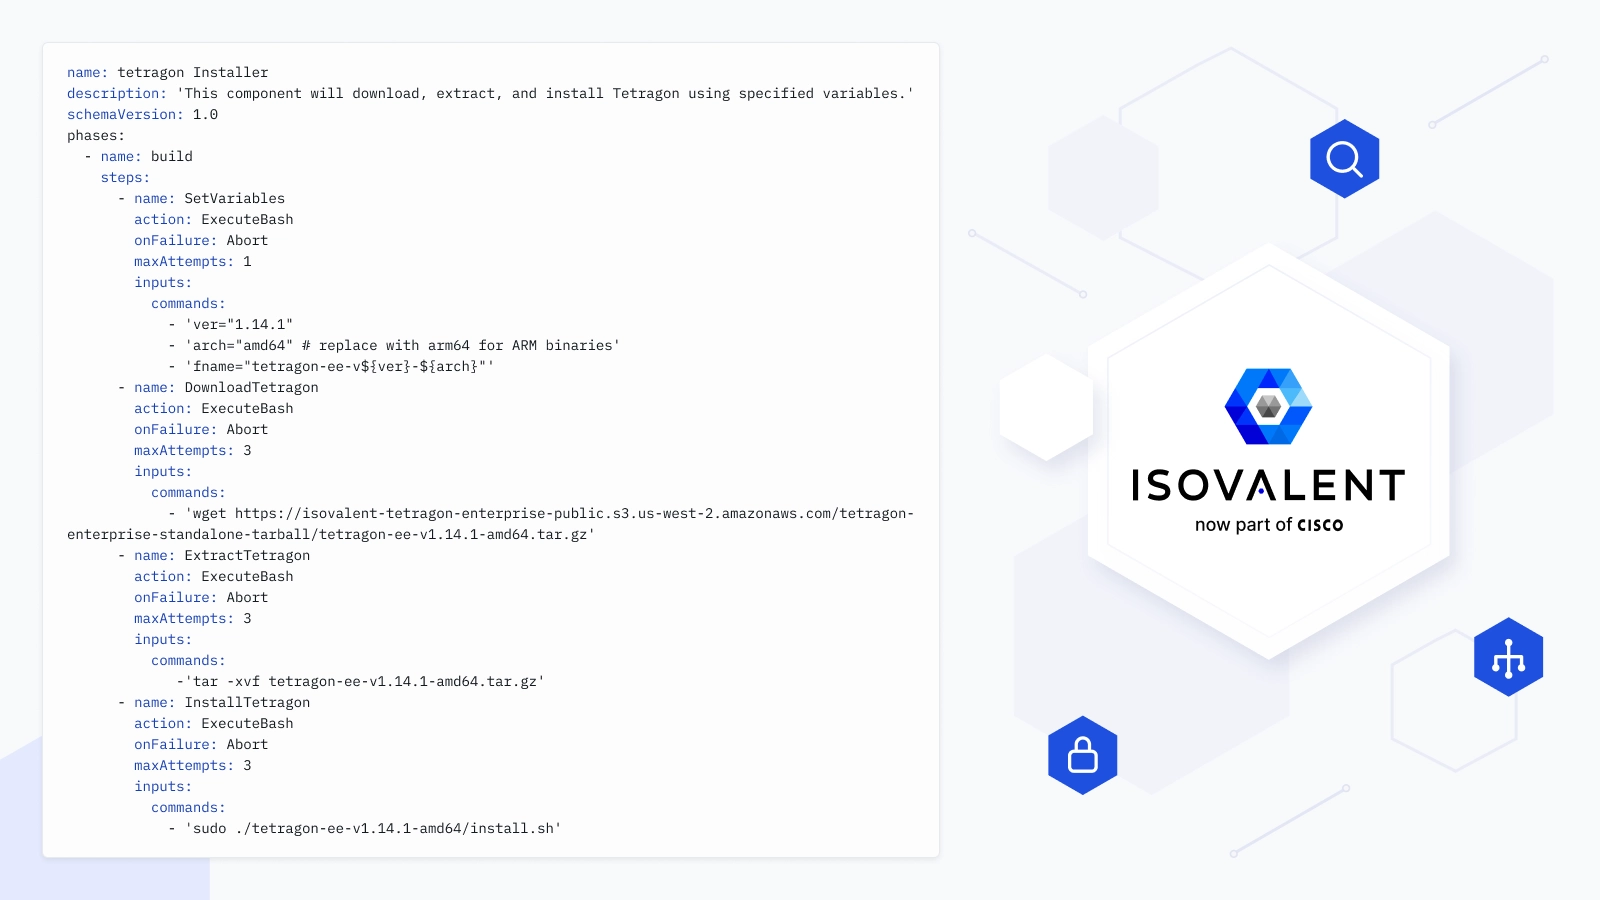 name: tetragon Installer
description: 'This component will download, extract, and install Tetragon using specified variables.'
schemaVersion: 1.0
phases:
  - name: build
    steps:
      - name: SetVariables
        action: ExecuteBash
        onFailure: Abort
        maxAttempts: 1
        inputs:
          commands:
            - 'ver="1.14.1"
            - 'arch="amd64" # replace with arm64 for ARM binaries'
            - 'fname="tetragon-ee-v${ver}-${arch}"'
      - name: DownloadTetragon
        action: ExecuteBash
        onFailure: Abort
        maxAttempts: 3
        inputs:
          commands:
            - 'wget https://isovalent-tetragon-enterprise-public.s3.us-west-2.amazonaws.com/tetragon-
enterprise-standalone-tarball/tetragon-ee-v1.14.1-amd64.tar.gz'
      - name: ExtractTetragon
        action: ExecuteBash
        onFailure: Abort
        maxAttempts: 3
        inputs:
          commands:
             -'tar -xvf tetragon-ee-v1.14.1-amd64.tar.gz'
      - name: InstallTetragon
        action: ExecuteBash
        onFailure: Abort
        maxAttempts: 3
        inputs:
          commands:
            - 'sudo ./tetragon-ee-v1.14.1-amd64/install.sh'
ISOVALENT
now part of CISCO